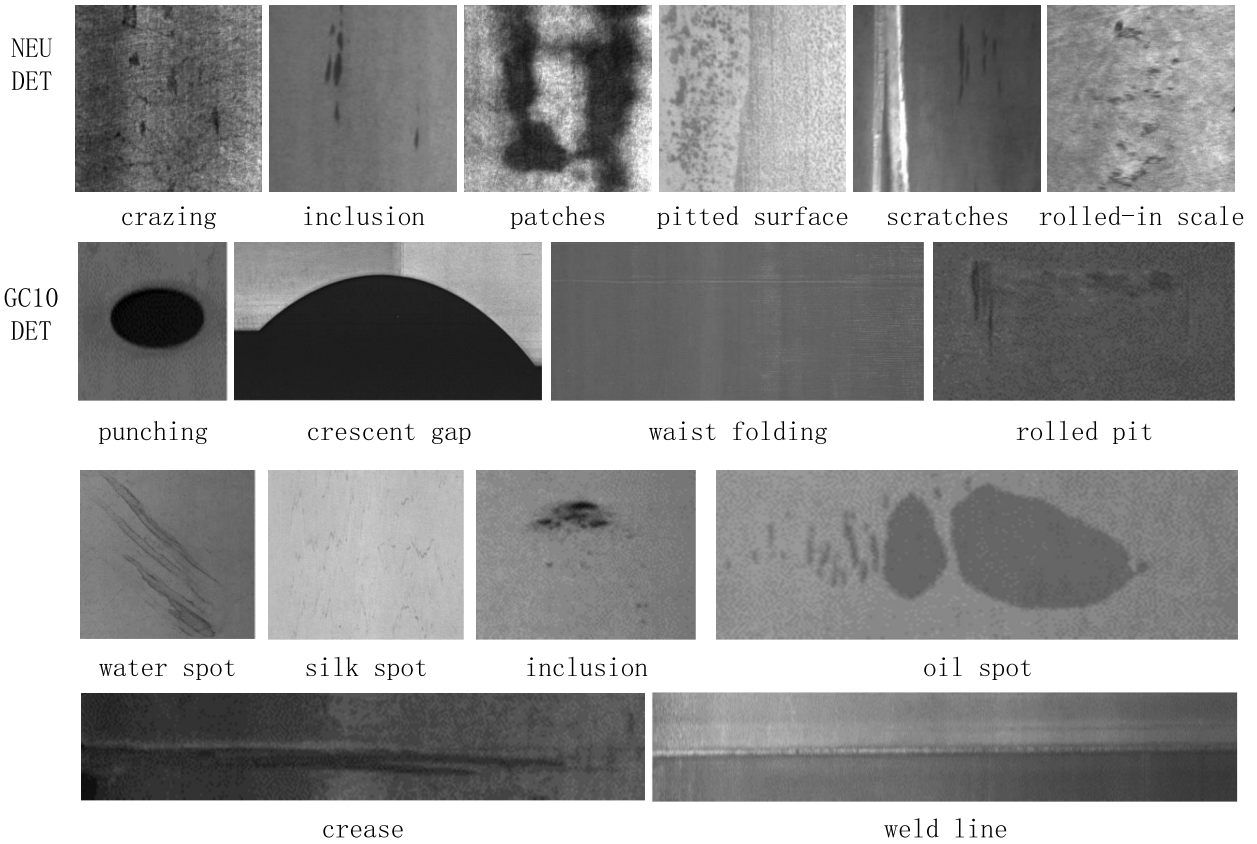 NEU
DET
crazing
inclusion
patches
pitted surface
scratches
rolled-in scale
GC10
DET
punching
crescent gap
waist folding
rolled pit
water spot
silk spot
inclusion
oil spot
crease
weld line